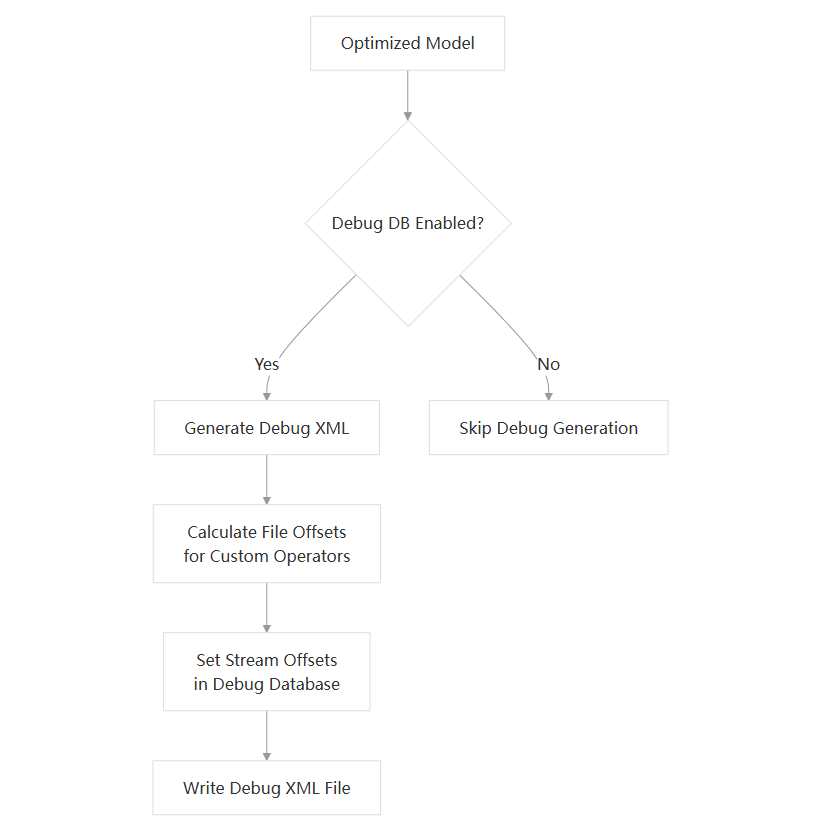 Optimized Model
Debug DB Enabled?
Yes
No
Generate Debug XML
Skip Debug Generation
Calculate File Offsets
for Custom Operators
Set Stream Offsets
in Debug Database
Write Debug XML File